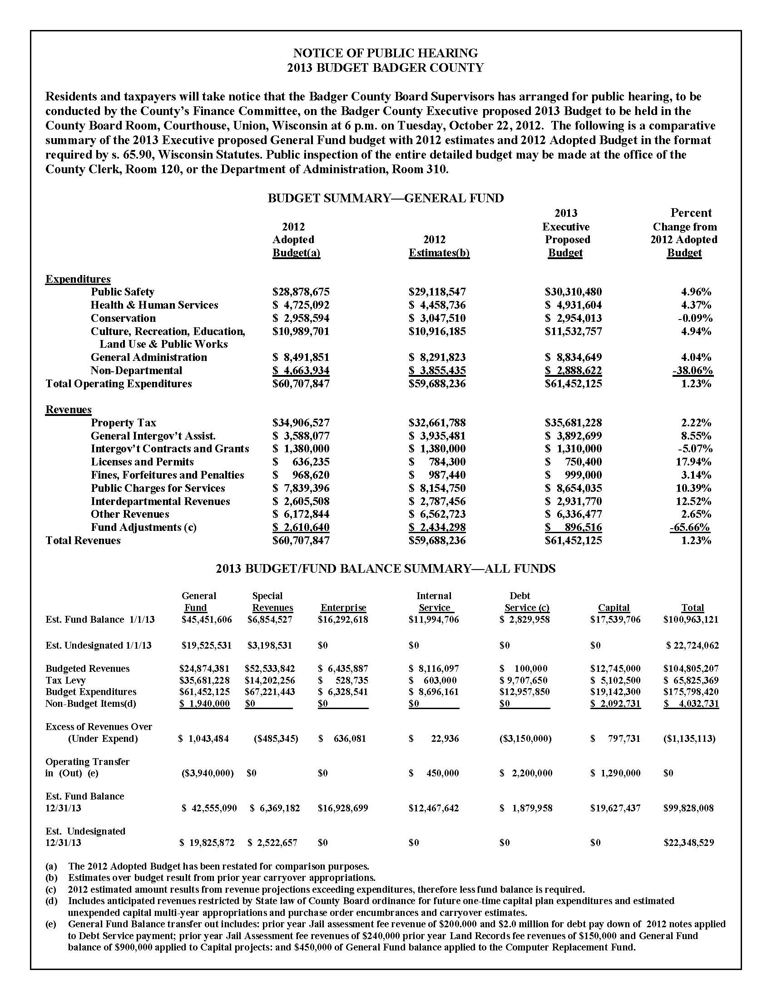 NOTICE OF PUBLIC HEARING
2013 BUDGET BADGER COUNTY
Residents and taxpayers will take notice that the Badger County Board Supervisors has arranged for public hearing, to be
conducted by the County’s Finance Committee, on the Badger County Executive proposed 2013 Budget to be held in the
County Board Room, Courthouse, Union, Wisconsin at 6 p.m. on Tuesday, October 22, 2012. The following is a comparative
summary of the 2013 Executive proposed General Fund budget with 2012 estimates and 2012 Adopted Budget in the format
required by s. 65.90, Wisconsin Statutes. Public inspection of the entire detailed budget may be made at the office of the
County Clerk, Room 120, or the Department of Administration, Room 310.
BUDGET SUMMARY—GENERAL FUND
2013 Percent
2012 Executive Change from
Adopted 2012 Proposed 2012 Adopted
Budget(a) Estimates(b) Budget Budget
Expenditures
Public Safety $28,878,675 $29,118,547 $30,310,480 4.96%
Health & Human Services $ 4,725,092 $ 4,458,736 $ 4,931,604 4.37%
Conservation $ 2,958,594 $ 3,047,510 $ 2,954,013 -0.09%
Culture, Recreation, Education, $10,989,701 $10,916,185 $11,532,757 4.94%
Land Use & Public Works
General Administration $ 8,491,851 $ 8,291,823 $ 8,834,649 4.04%
Non-Departmental $ 4,663,934 $ 3,855,435 $ 2,888,622 -38.06%
Total Operating Expenditures $60,707,847 $59,688,236 $61,452,125 1.23%
Revenues
Property Tax $34,906,527 $32,661,788 $35,681,228 2.22%
General Intergov’t Assist. $ 3,588,077 $ 3,935,481 $ 3,892,699 8.55%
Intergov’t Contracts and Grants $ 1,380,000 $ 1,380,000 $ 1,310,000 -5.07%
Licenses and Permits $ 636,235 $ 784,300 $ 750,400 17.94%
Fines, Forfeitures and Penalties $ 968,620 $ 987,440 $ 999,000 3.14%
Public Charges for Services $ 7,839,396 $ 8,154,750 $ 8,654,035 10.39%
Interdepartmental Revenues $ 2,605,508 $ 2,787,456 $ 2,931,770 12.52%
Other Revenues $ 6,172,844 $ 6,562,723 $ 6,336,477 2.65%
Fund Adjustments (c) $ 2,610,640 $ 2,434,298 $ 896,516 -65.66%
Total Revenues $60,707,847 $59,688,236 $61,452,125 1.23%
2013 BUDGET/FUND BALANCE SUMMARY—ALL FUNDS
General Special Internal Debt
Fund Revenues Enterprise Service Service (c) Capital Total
Est. Fund Balance 1/1/13 $45,451,606 $6,854,527 $16,292,618 $11,994,706 $ 2,829,958 $17,539,706 $100,963,121
Est. Undesignated 1/1/13 $19,525,531 $3,198,531 $0 $0 $0 $0 $ 22,724,062
Budgeted Revenues $24,874,381 $52,533,842 $ 6,435,887 $ 8,116,097 $ 100,000 $12,745,000 $104,805,207
Tax Levy $35,681,228 $14,202,256 $ 528,735 $ 603,000 $ 9,707,650 $ 5,102,500 $ 65,825,369
Budget Expenditures $61,452,125 $67,221,443 $ 6,328,541 $ 8,696,161 $12,957,850 $19,142,300 $175,798,420
Non-Budget Items(d) $ 1,940,000 $0 $0 $0 $0 $ 2,092,731 $ 4,032,731
Excess of Revenues Over
(Under Expend) $ 1,043,484 ($485,345) $ 636,081 $ 22,936 ($3,150,000) $ 797,731 ($1,135,113)
Operating Transfer
in (Out) (e) ($3,940,000) $0 $0 $ 450,000 $ 2,200,000 $ 1,290,000 $0
Est. Fund Balance
12/31/13 $ 42,555,090 $ 6,369,182 $16,928,699 $12,467,642 $ 1,879,958 $19,627,437 $99,828,008
Est. Undesignated
12/31/13 $ 19,825,872 $ 2,522,657 $0 $0 $0 $0 $22,348,529
(a) The 2012 Adopted Budget has been restated for comparison purposes.
(b) Estimates over budget result from prior year carryover appropriations.
(c) 2012 estimated amount results from revenue projections exceeding expenditures, therefore less fund balance is required.
(d) Includes anticipated revenues restricted by State law of County Board ordinance for future one-time capital plan expenditures and estimated
unexpended capital multi-year appropriations and purchase order encumbrances and carryover estimates.
(e) General Fund Balance transfer out includes: prior year Jail assessment fee revenue of $200.000 and $2.0 million for debt pay down of 2012 notes applied
to Debt Service payment; prior year Jail Assessment fee revenues of $240,000 prior year Land Records fee revenues of $150,000 and General Fund
balance of $900,000 applied to Capital projects: and $450,000 of General Fund balance applied to the Computer Replacement Fund.